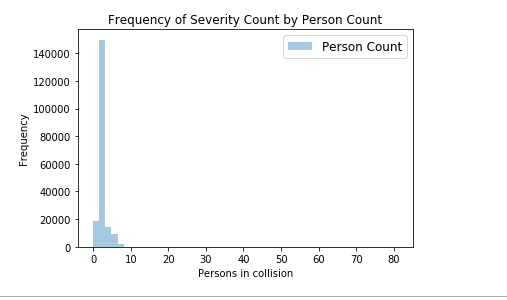 Frequency of Severity Count by Person Count
Person Count
140000
120000
100000
80000
60000
40000
20000
0
Frequency
0 10 20 30 40 50 60 70 80
Persons in collision